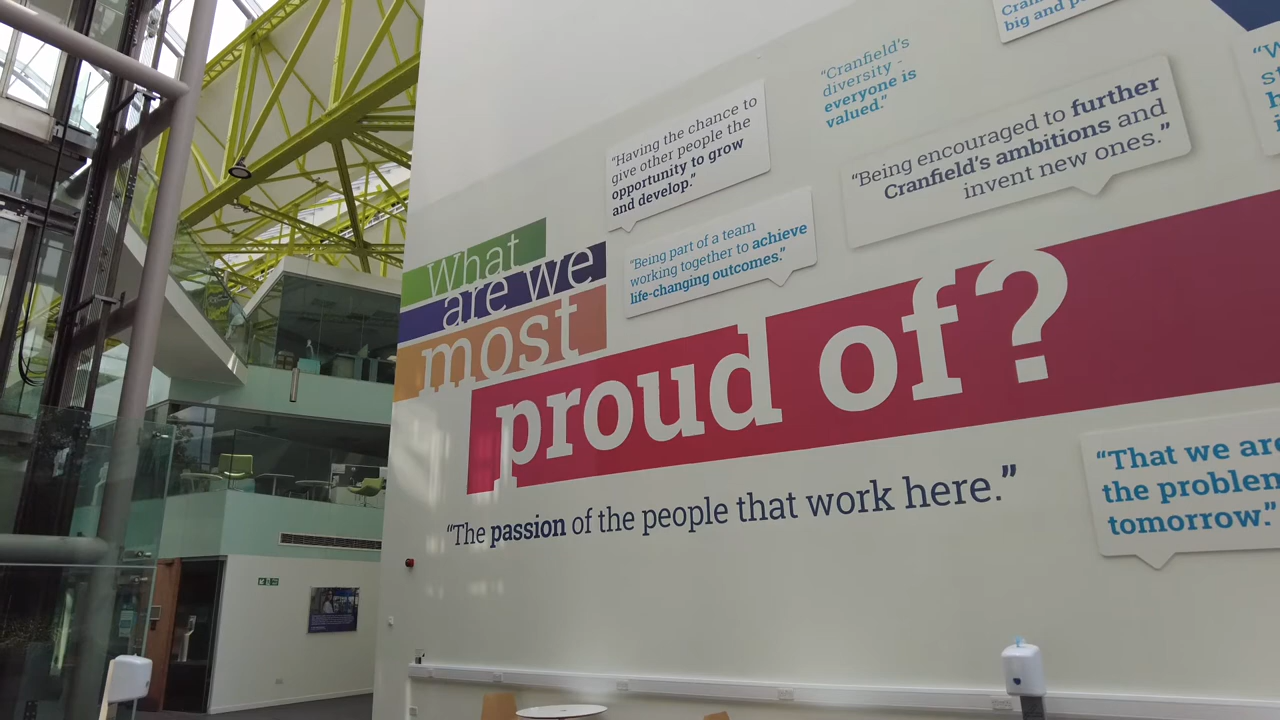 big and
"Cranfield's
diversity -
everyone is
valued."
"Having the chance to
give other people the
opportunity to grow
and develop."
"Being encouraged to further
Cranfield's ambitions and
invent new ones."
"Being part of a team
working together to achieve
life-changing outcomes."
What
are we
most
proud of?
"The passion of the people that work here."
"That we are
the problem
tomorrow."